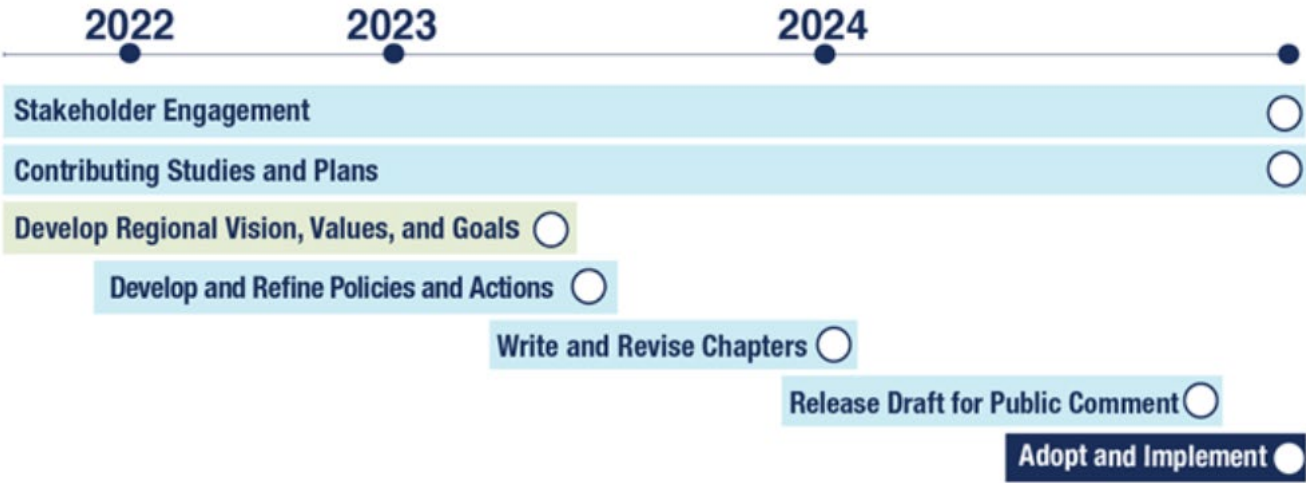 2022 2023 2024
Stakeholder Engagement
Contributing Studies and Plans
Develop Regional Vision, Values, and Goals
Develop and Refine Policies and Actions
Write and Revise Chapters
Release Draft for Public Comment
Adopt and Implement